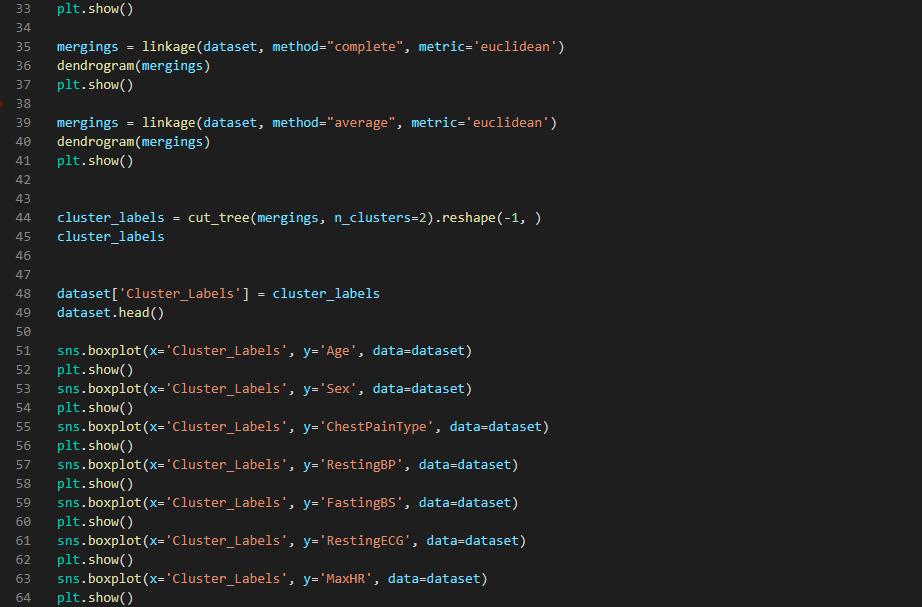 33 plt.show()
34
35 mergings = linkage(dataset, method="complete", metric='euclidean')
36 dendrogram(mergings)
37 plt.show()
38
39 mergings = linkage(dataset, method="average", metric='euclidean')
40 dendrogram(mergings)
41 plt.show()
42
43
44 cluster_labels = cut_tree(mergings, n_clusters=2).reshape(-1, )
45 cluster_labels
46
47
48 dataset['Cluster_Labels'] = cluster_labels
49 dataset.head()
50
51 sns.boxplot(x='Cluster_Labels', y='Age', data=dataset)
52 plt.show()
53 sns.boxplot(x='Cluster_Labels', y='Sex', data=dataset)
54 plt.show()
55 sns.boxplot(x='Cluster_Labels', y='ChestPainType', data=dataset)
56 plt.show()
57 sns.boxplot(x='Cluster_Labels', y='RestingBP', data=dataset)
58 plt.show()
59 sns.boxplot(x='Cluster_Labels', y='FastingBS', data=dataset)
60 plt.show()
61 sns.boxplot(x='Cluster_Labels', y='RestingECG', data=dataset)
62 plt.show()
63 sns.boxplot(x='Cluster_Labels', y='MaxHR', data=dataset)
64 plt.show()